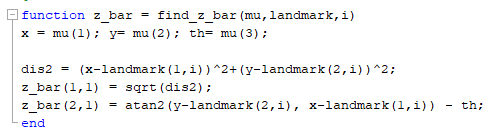 function z_bar = find_z_bar(mu,landmark,i)
x = mu(1); y= mu(2); th= mu(3);
dis2 = (x-landmark(1,i))^2+(y-landmark(2,i))^2;
z_bar(1,1) = sqrt(dis2);
z_bar(2,1) = atan2(y-landmark(2,i), x-landmark(1,i)) - th;
end